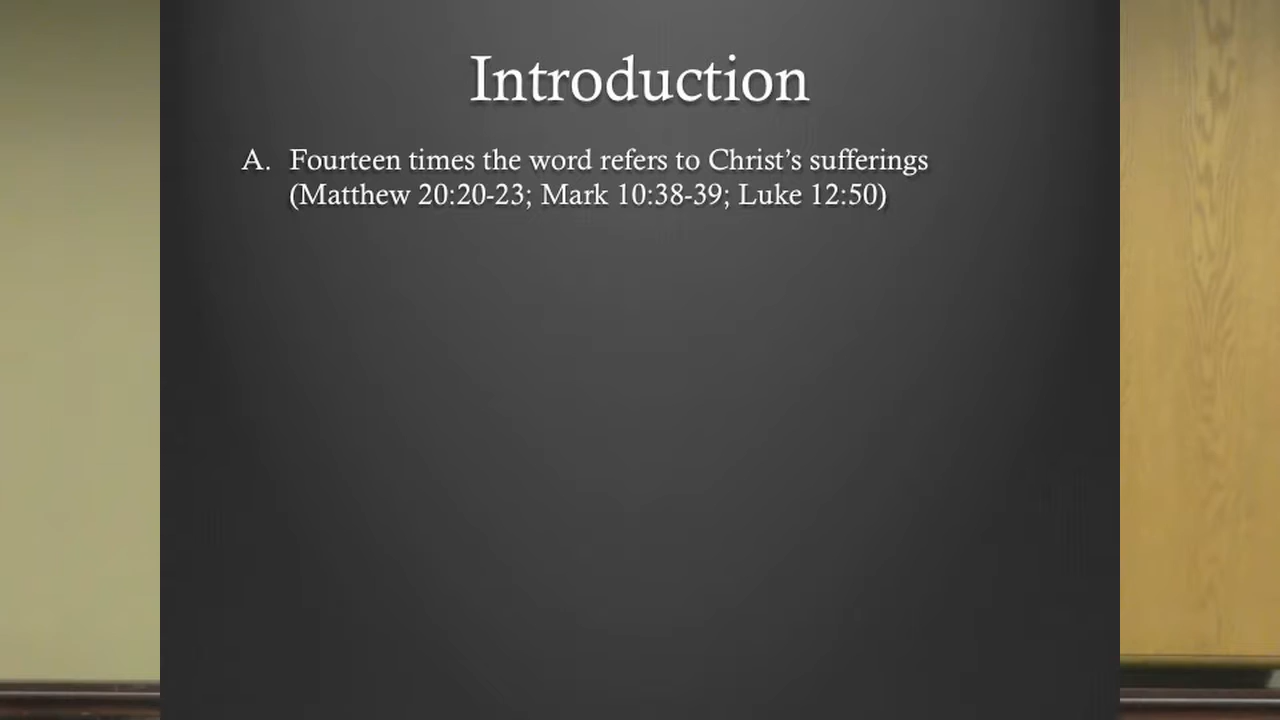 Introduction
A. Fourteen times the word refers to Christ’s sufferings
(Matthew 20:20-23; Mark 10:38-39; Luke 12:50)